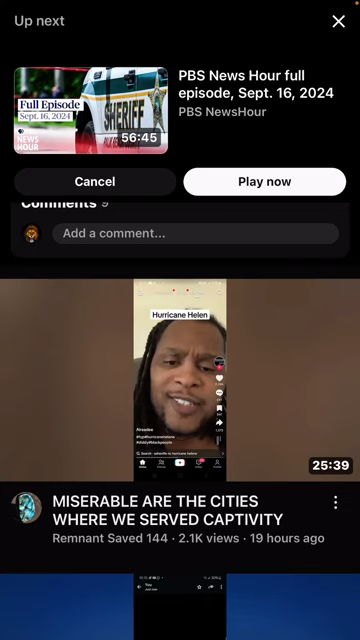 Up next
Full Episode
Sept. 16, 2024
NEWS
HOUR
SHERIFF
56:45
PBS News Hour full
episode, Sept. 16, 2024
PBS NewsHour
Cancel
Play now
Comments 9
Add a comment...
Hurricane Helen
Home
25:39
MISERABLE ARE THE CITIES
WHERE WE SERVED CAPTIVITY
Remnant Saved 144 · 2.1K views · 19 hours ago